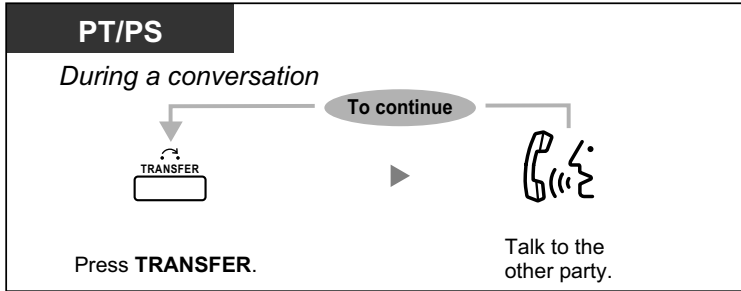 PT/PS
During a conversation
To continue
TRANSFER
Press TRANSFER.
Talk to the
other party.